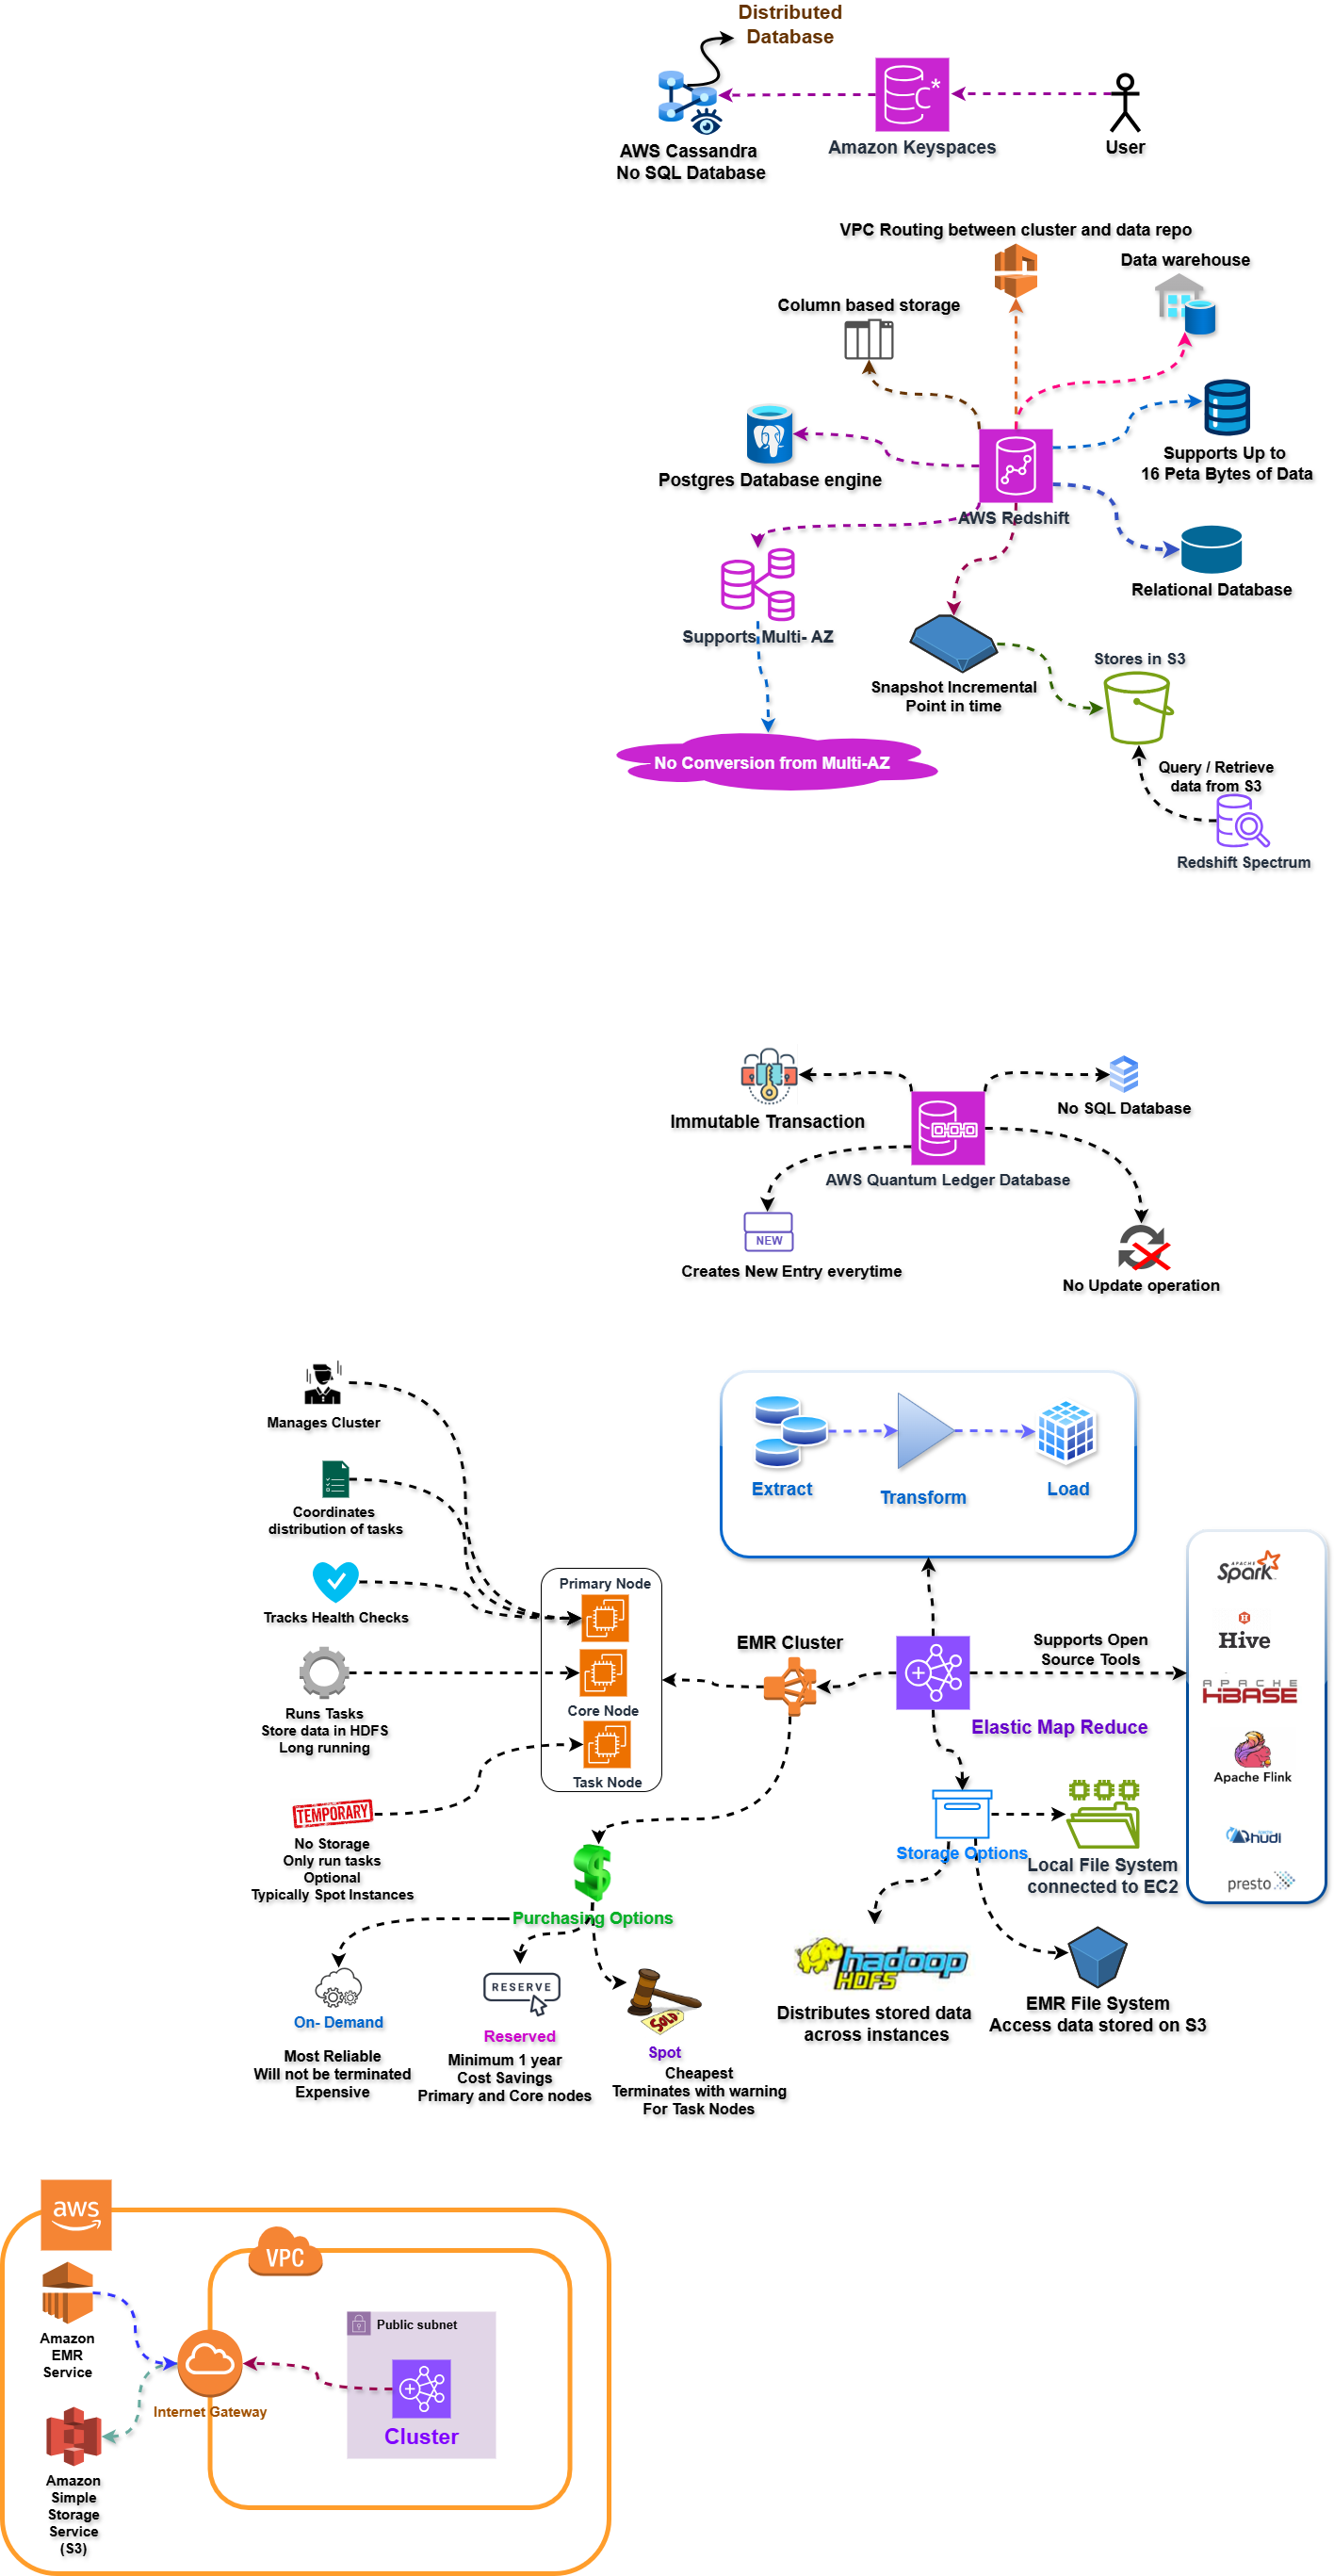 Distributed
Database
C*
AWS Cassandra
No SQL Database
Amazon Keyspaces
User
VPC Routing between cluster and data repo
Data warehouse
Column based storage
Postgres Database engine
Supports Up to
16 Peta Bytes of Data
AWS Redshift
Relational Database
Supports Multi- AZ
Snapshot Incremental
Point in time
Stores in S3
No Conversion from Multi-AZ
Query / Retrieve
data from S3
Redshift Spectrum
Immutable Transaction
No SQL Database
AWS Quantum Ledger Database
NEW
Creates New Entry everytime
No Update operation
Manages Cluster
Coordinates
distribution of tasks
Tracks Health Checks
Runs Tasks
Store data in HDFS
Long running
TEMPORARY
No Storage
Only run tasks
Optional
Typically Spot Instances
Primary Node
Core Node
Task Node
EMR Cluster
Extract
Transform
Load
Supports Open
Source Tools
Elastic Map Reduce
APACHE
Spark
Hive
APACHE
HBASE
Apache Flink
hudi
presto
Storage Options
Local File System
connected to EC2
hadoop
HDFS
Distributes stored data
across instances
EMR File System
Access data stored on S3
Purchasing Options
On- Demand
Most Reliable
Will not be terminated
Expensive
RESERVE
Reserved
Minimum 1 year
Cost Savings
Primary and Core nodes
SOLD
Spot
Cheapest
Terminates with warning
For Task Nodes
aws
VPC
Amazon
EMR
Service
Public subnet
Internet Gateway
Cluster
Amazon
Simple
Storage
Service
(S3)